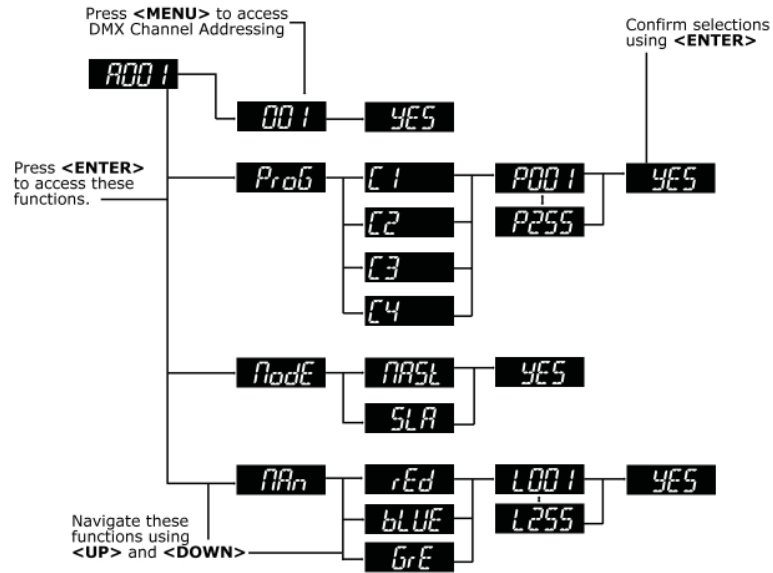 Press <MENU> to access
DMX Channel Addressing
Confirm selections
using <ENTER>
A001
001 YES
Press <ENTER>
to access these
functions.
ProG C1 P001 YES
C2 P255
C3
C4
ModE MASt YES
SLA
MAn rEd L001 YES
bLUE L255
GrE
Navigate these
functions using
<UP> and <DOWN>